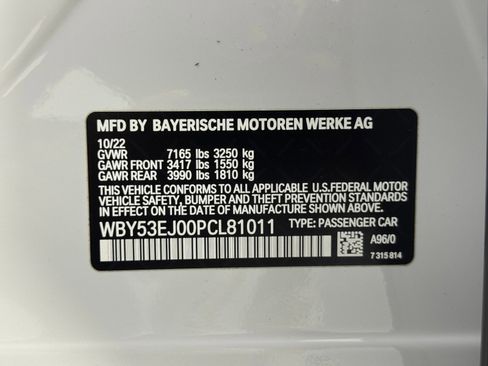 MFD BY BAYERISCHE MOTOREN WERKE AG
10/22
GVWR 7165 lbs 3250 kg
GAWR FRONT 3417 lbs 1550 kg
GAWR REAR 3990 lbs 1810 kg
THIS VEHICLE CONFORMS TO ALL APPLICABLE U.S.FEDERAL MOTOR
VEHICLE SAFETY, BUMPER AND THEFT PREVENTION STANDARDS IN
EFFECT ON THE DATE OF MANUFACTURE SHOWN ABOVE.
WBY53EJ00PCL81011 TYPE: PASSENGER CAR
A96/0
7 315 814